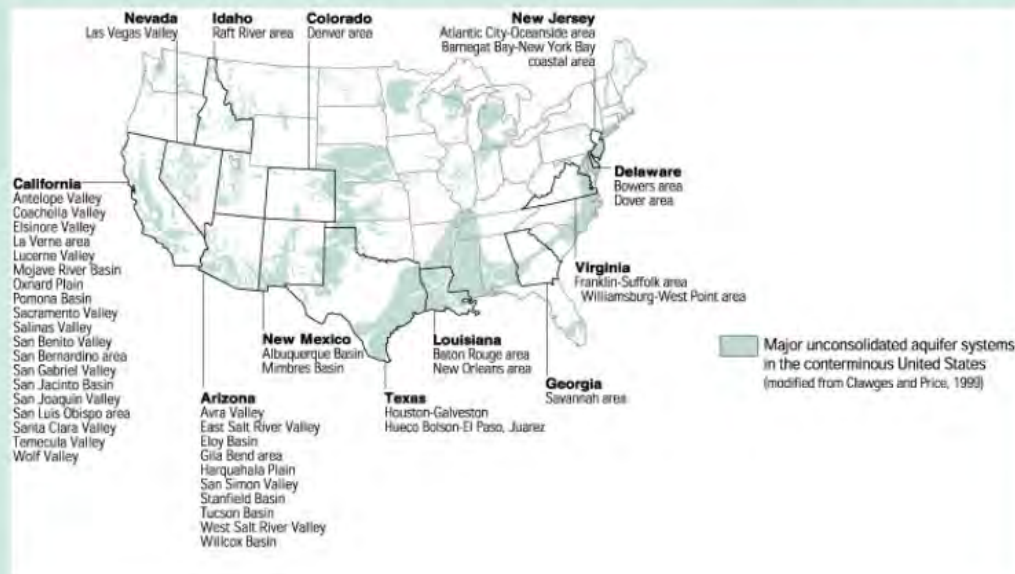 Nevada
Las Vegas Valley
Idaho
Raft River area
Colorado
Denver area
New Jersey
Atlantic City-Oceanside area
Barnegat Bay-New York Bay
coastal area
Delaware
Bowers area
Dover area
Virginia
Franklin-Suffolk area
Williamsburg-West Point area
California
Antelope Valley
Coachella Valley
Elsinore Valley
La Verne area
Lucerne Valley
Mojave River Basin
Oxnard Plain
Pomona Basin
Sacramento Valley
Salinas Valley
San Benito Valley
San Bernardino area
San Gabriel Valley
San Jacinto Basin
San Joaquin Valley
San Luis Obispo area
Santa Clara Valley
Temecula Valley
Wolf Valley
New Mexico
Albuquerque Basin
Mimbres Basin
Arizona
Avra Valley
East Salt River Valley
Eloy Basin
Gila Bend area
Harquahala Plain
San Simon Valley
Stanfield Basin
Tucson Basin
West Salt River Valley
Willcox Basin
Texas
Houston-Galveston
Hueco Bolson-El Paso, Juarez
Louisiana
Baton Rouge area
New Orleans area
Georgia
Savannah area
Major unconsolidated aquifer systems
in the conterminous United States
(modified from Clawges and Price, 1999)